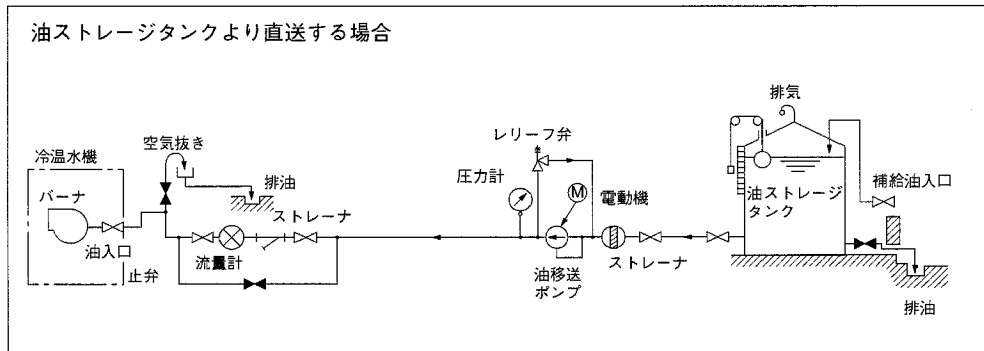 油ストレージタンクより直送する場合
排気
空気抜き
レリーフ弁
冷温水機
圧力計
電動機
補給油入口
バーナ
排油
油ストレージ
タンク
ストレーナ
油入口
流量計
ストレーナ
止弁
油移送
ポンプ
排油
M